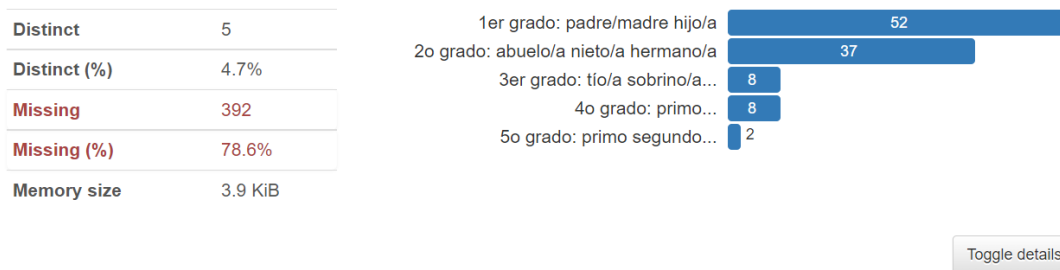 Distinct 5
Distinct (%) 4.7%
Missing 392
Missing (%) 78.6%
Memory size 3.9 KiB
1er grado: padre/madre hijo/a 52
2o grado: abuelo/a nieto/a hermano/a 37
3er grado: tío/a sobrino/a... 8
4o grado: primo... 8
5o grado: primo segundo... 2
Toggle details